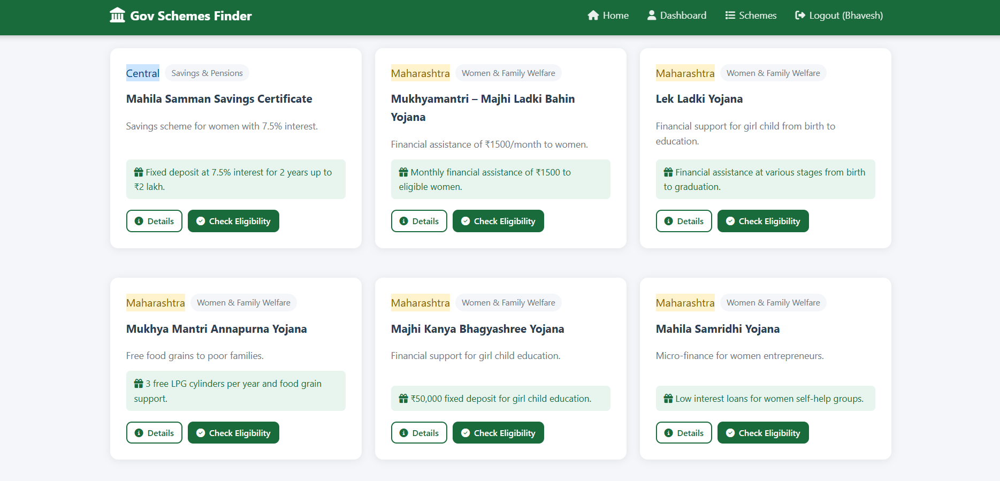 Gov Schemes Finder
Home
Dashboard
Schemes
Logout (Bhavesh)
Central
Savings & Pensions
Mahila Samman Savings Certificate
Savings scheme for women with 7.5% interest.
Fixed deposit at 7.5% interest for 2 years up to
₹2 lakh.
Details
Check Eligibility
Maharashtra
Women & Family Welfare
Mukhyamantri – Majhi Ladki Bahin
Yojana
Financial assistance of ₹1500/month to women.
Monthly financial assistance of ₹1500 to
eligible women.
Details
Check Eligibility
Maharashtra
Women & Family Welfare
Lek Ladki Yojana
Financial support for girl child from birth to
education.
Financial assistance at various stages from birth
to graduation.
Details
Check Eligibility
Maharashtra
Women & Family Welfare
Mukhya Mantri Annapurna Yojana
Free food grains to poor families.
3 free LPG cylinders per year and food grain
support.
Details
Check Eligibility
Maharashtra
Women & Family Welfare
Majhi Kanya Bhagyashree Yojana
Financial support for girl child education.
₹50,000 fixed deposit for girl child education.
Details
Check Eligibility
Maharashtra
Women & Family Welfare
Mahila Samridhi Yojana
Micro-finance for women entrepreneurs.
Low interest loans for women self-help groups.
Details
Check Eligibility